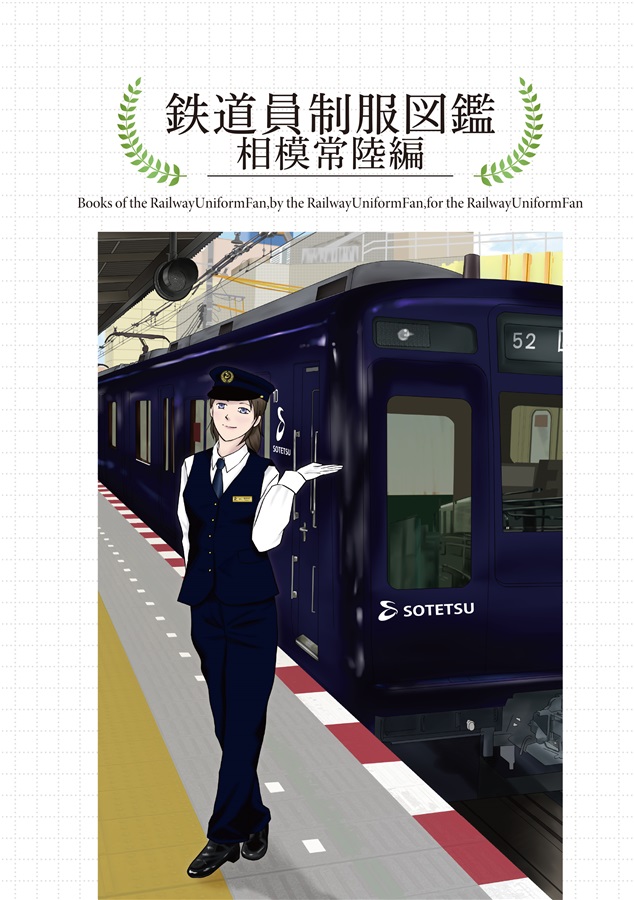 鉄道員制服図鑑
相模常陸編
Books of the RailwayUniformFan,by the RailwayUniformFan,for the RailwayUniformFan
52
10
SOTETSU
SOTETSU